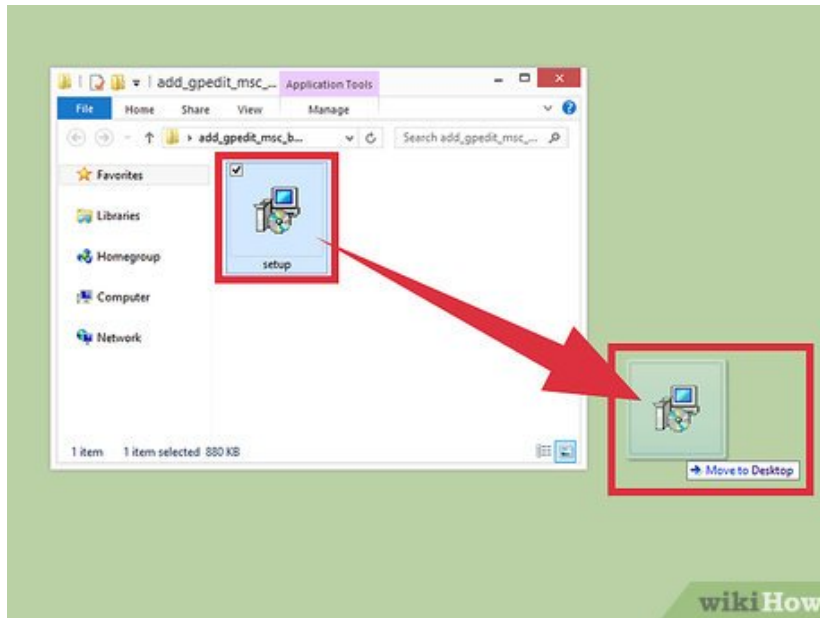 add_gpedit_msc_... Application Tools
File Home Share View Manage
add_gpedit_msc_b... Search add_gpedit_msc_...
Favorites
Libraries
Homegroup
Computer
Network
setup
Move to Desktop
1 item 1 item selected 880 KB
wikiHow